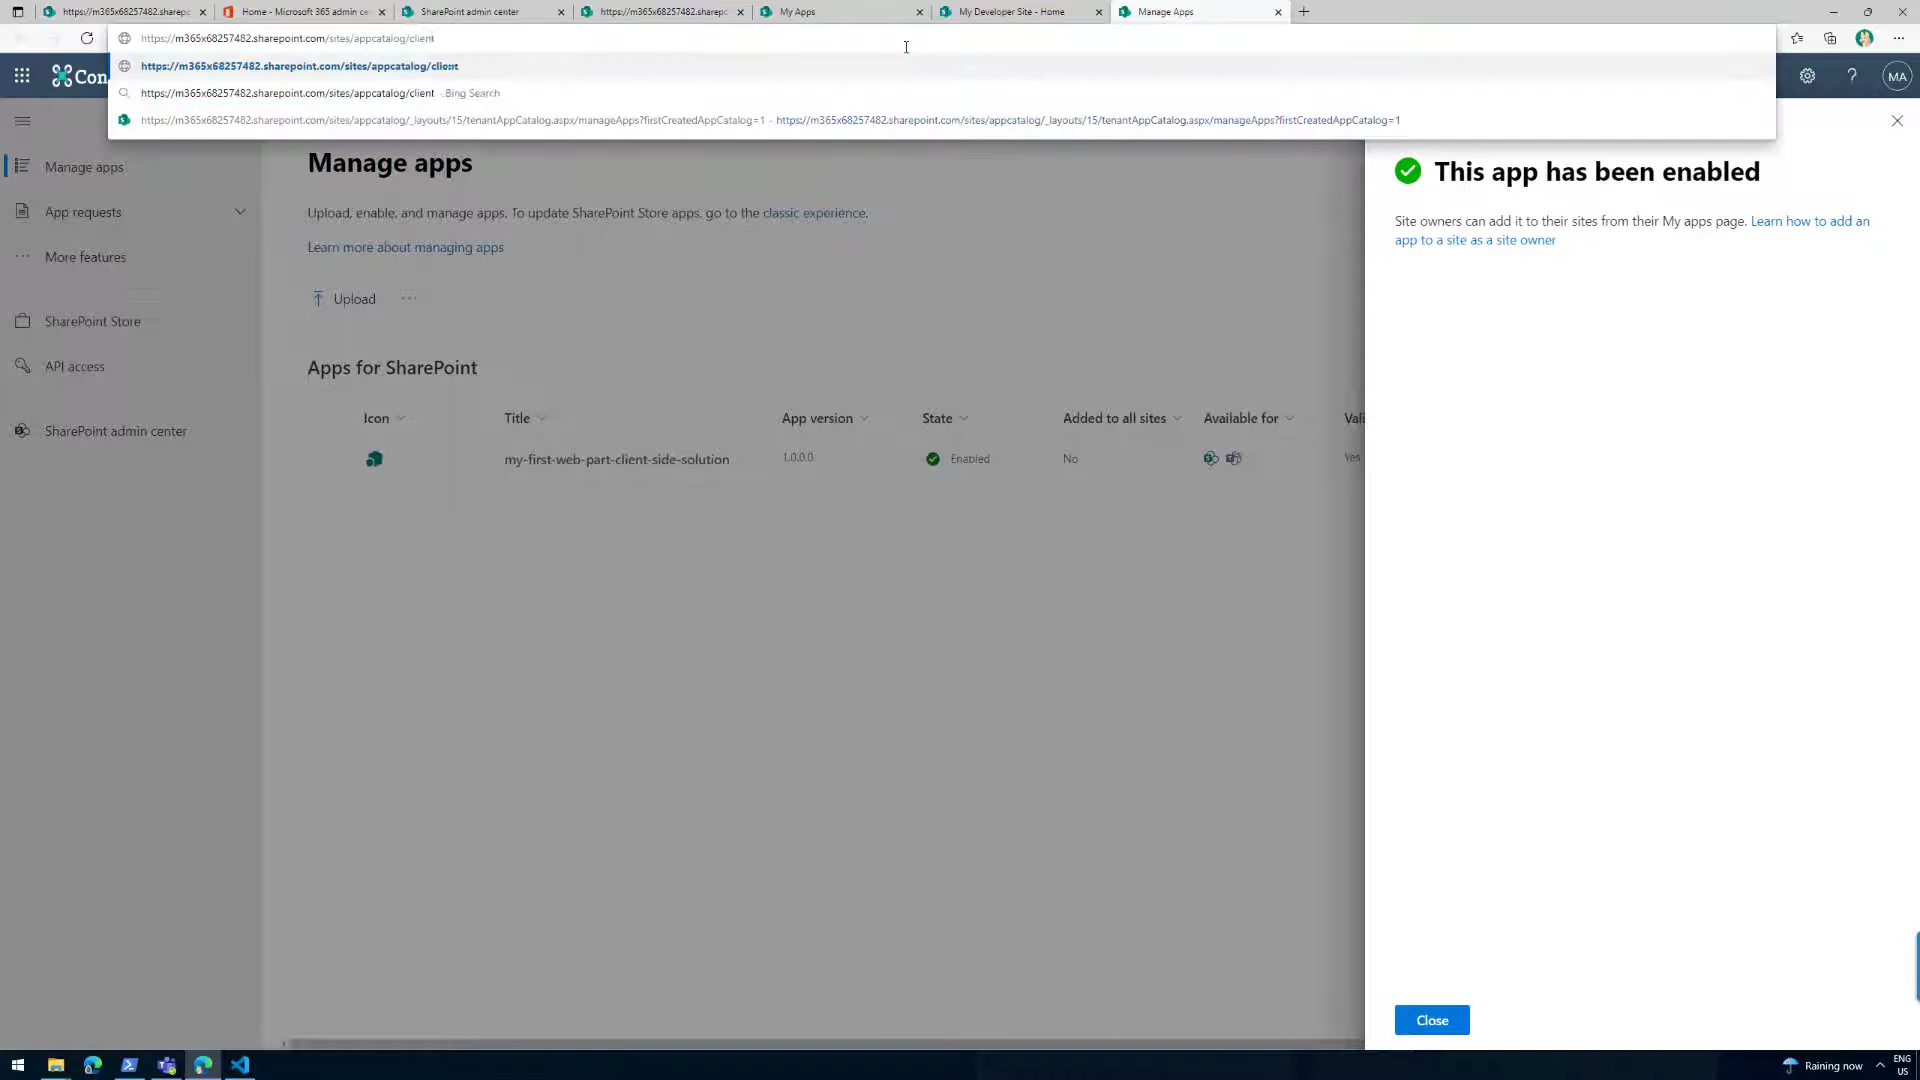 https://m365x68257482.sharepc
Home - Microsoft 365 admin ce
SharePoint admin center
https://m365x68257482.sharepc
My Apps
My Developer Site - Home
Manage Apps
https://m365x68257482.sharepoint.com/sites/appcatalog/client
https://m365x68257482.sharepoint.com/sites/appcatalog/client
https://m365x68257482.sharepoint.com/sites/appcatalog/client - Bing Search
https://m365x68257482.sharepoint.com/sites/appcatalog/_layouts/15/tenantAppCatalog.aspx/manageApps?firstCreatedAppCatalog=1 - https://m365x68257482.sharepoint.com/sites/appcatalog/_layouts/15/tenantAppCatalog.aspx/manageApps?firstCreatedAppCatalog=1
Con
MA
Manage apps
App requests
More features
SharePoint Store
API access
SharePoint admin center
Manage apps
Upload, enable, and manage apps. To update SharePoint Store apps, go to the classic experience.
Learn more about managing apps
Upload
Apps for SharePoint
Icon Title App version State Added to all sites Available for Vali
my-first-web-part-client-side-solution 1.0.0.0 Enabled No Yes
This app has been enabled
Site owners can add it to their sites from their My apps page. Learn how to add an
app to a site as a site owner
Close
Raining now
ENG
US